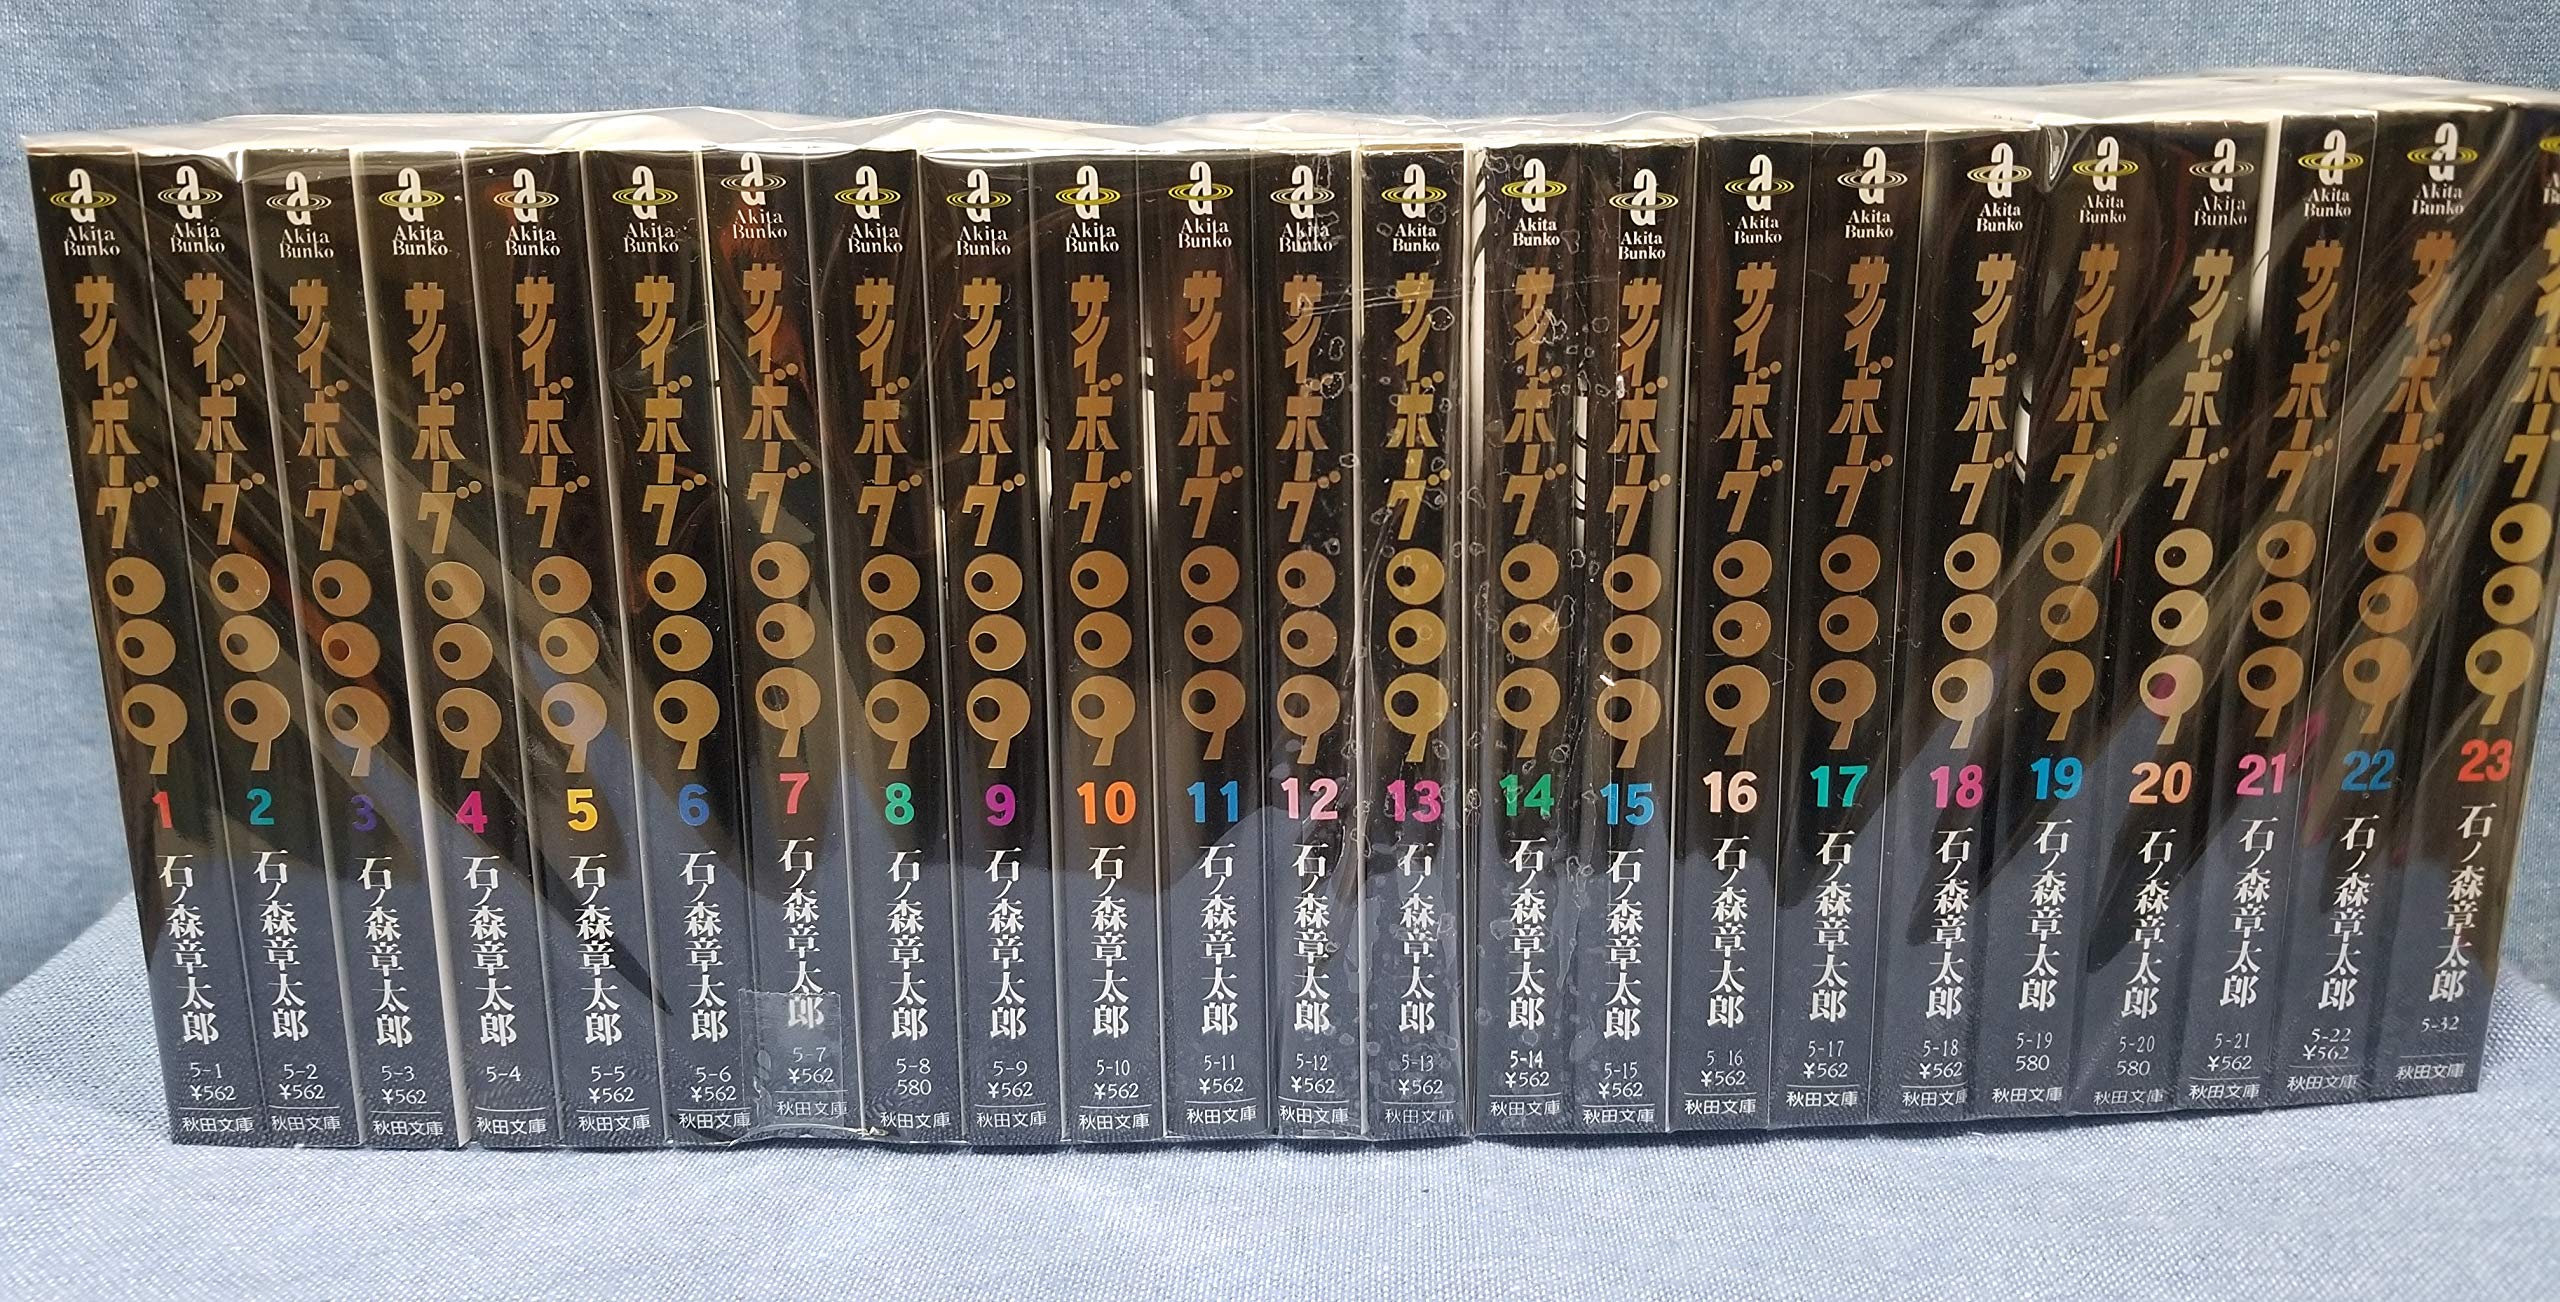 a
Akita
Bunko
サイボーグ009
1
石ノ森章太郎
5-1
¥562
秋田文庫
a
Akita
Bunko
サイボーグ009
2
石ノ森章太郎
5-2
¥562
秋田文庫
a
Akita
Bunko
サイボーグ009
3
石ノ森章太郎
5-3
¥562
秋田文庫
a
Akita
Bunko
サイボーグ009
4
石ノ森章太郎
5-4
秋田文庫
a
Akita
Bunko
サイボーグ009
5
石ノ森章太郎
5-5
¥562
秋田文庫
a
Akita
Bunko
サイボーグ009
6
石ノ森章太郎
5-6
¥562
秋田文庫
a
Akita
Bunko
サイボーグ009
7
石ノ森章太郎
5-7
¥562
秋田文庫
a
Akita
Bunko
サイボーグ009
8
石ノ森章太郎
5-8
580
秋田文庫
a
Akita
Bunko
サイボーグ009
9
石ノ森章太郎
5-9
¥562
秋田文庫
a
Akita
Bunko
サイボーグ009
10
石ノ森章太郎
5-10
¥562
秋田文庫
a
Akita
Bunko
サイボーグ009
11
石ノ森章太郎
5-11
¥562
秋田文庫
a
Akita
Bunko
サイボーグ009
12
石ノ森章太郎
5-12
¥562
秋田文庫
a
Akita
Bunko
サイボーグ009
13
石ノ森章太郎
5-13
¥562
秋田文庫
a
Akita
Bunko
サイボーグ009
14
石ノ森章太郎
5-14
¥562
秋田文庫
a
Akita
Bunko
サイボーグ009
15
石ノ森章太郎
5-15
¥562
秋田文庫
a
Akita
Bunko
サイボーグ009
16
石ノ森章太郎
5-16
¥562
秋田文庫
a
Akita
Bunko
サイボーグ009
17
石ノ森章太郎
5-17
¥562
秋田文庫
a
Akita
Bunko
サイボーグ009
18
石ノ森章太郎
5-18
¥562
秋田文庫
a
Akita
Bunko
サイボーグ009
19
石ノ森章太郎
5-19
580
秋田文庫
a
Akita
Bunko
サイボーグ009
20
石ノ森章太郎
5-20
580
秋田文庫
a
Akita
Bunko
サイボーグ009
21
石ノ森章太郎
5-21
¥562
秋田文庫
a
Akita
Bunko
サイボーグ009
22
石ノ森章太郎
5-22
¥562
秋田文庫
a
Akita
Bunko
サイボーグ009
23
石ノ森章太郎
5-32
秋田文庫